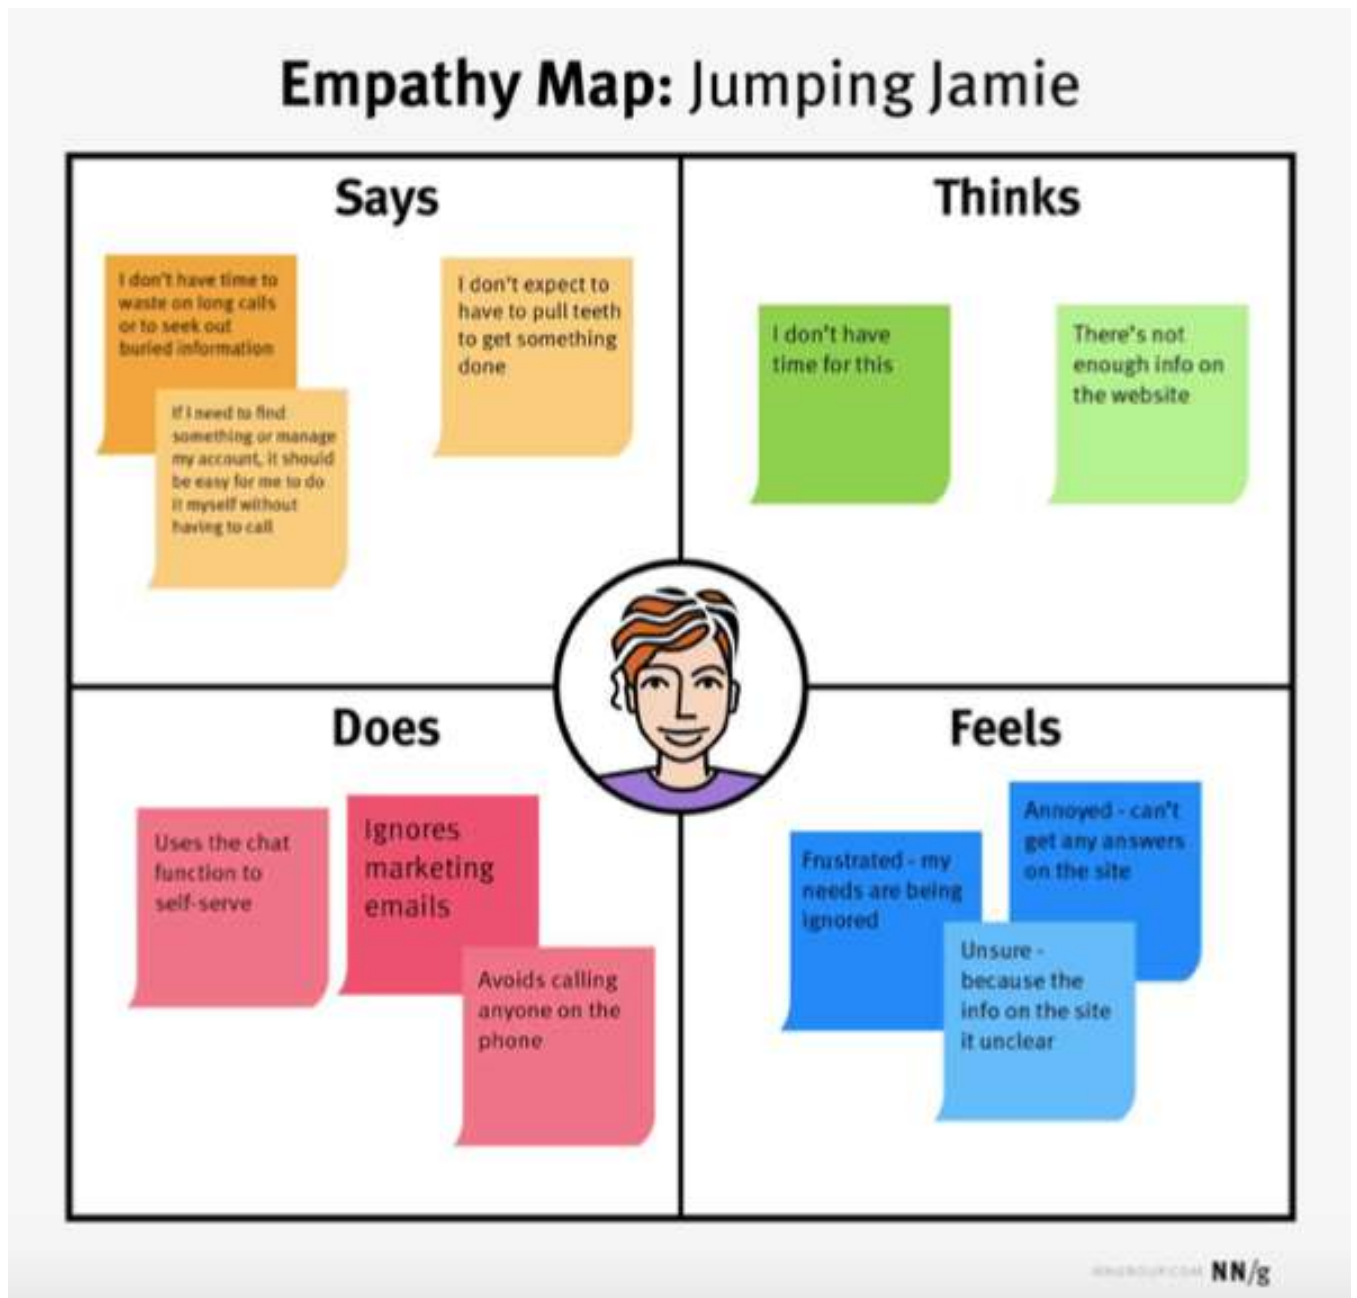 Empathy Map: Jumping Jamie
Says
I don't have time to
waste on long calls
or to seek out
buried information
If I need to find
something or manage
my account, it should
be easy for me to do
it myself without
having to call
I don't expect to
have to pull teeth
to get something
done
Thinks
I don't have
time for this
There's not
enough info on
the website
Does
Uses the chat
function to
self-serve
Ignores
marketing
emails
Avoids calling
anyone on the
phone
Feels
Frustrated - my
needs are being
ignored
Annoyed - can't
get any answers
on the site
Unsure -
because the
info on the site
it unclear
NNGROUP.COM NN/g